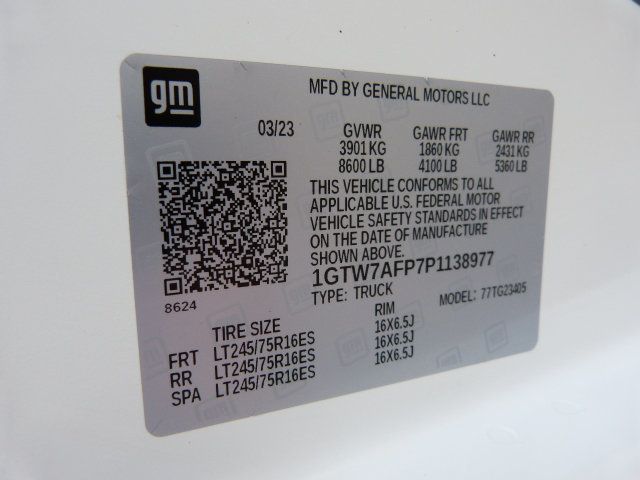 gm
MFD BY GENERAL MOTORS LLC
03/23 GVWR GAWR FRT GAWR RR
3901 KG 1860 KG 2431 KG
8600 LB 4100 LB 5360 LB
THIS VEHICLE CONFORMS TO ALL
APPLICABLE U.S. FEDERAL MOTOR
VEHICLE SAFETY STANDARDS IN EFFECT
ON THE DATE OF MANUFACTURE
SHOWN ABOVE.
1GTW7AFP7P1138977
8624
TYPE: TRUCK MODEL: 77TG23405
TIRE SIZE RIM
FRT LT245/75R16ES 16X6.5J
RR LT245/75R16ES 16X6.5J
SPA LT245/75R16ES 16X6.5J